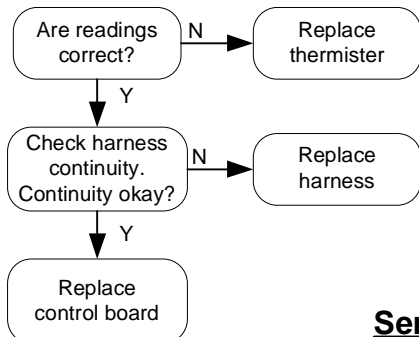 Are readings
correct?
N
Replace
thermister
Y
Check harness
continuity.
Continuity okay?
N
Replace
harness
Y
Replace
control board